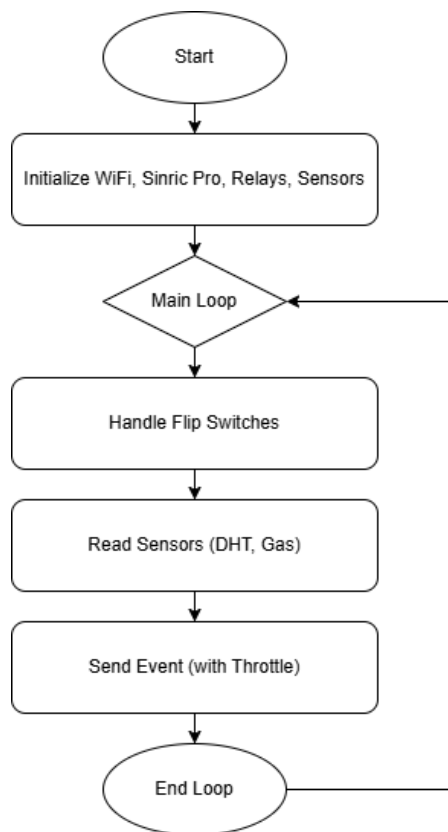 Start
Initialize WiFi, Sinric Pro, Relays, Sensors
Main Loop
Handle Flip Switches
Read Sensors (DHT, Gas)
Send Event (with Throttle)
End Loop